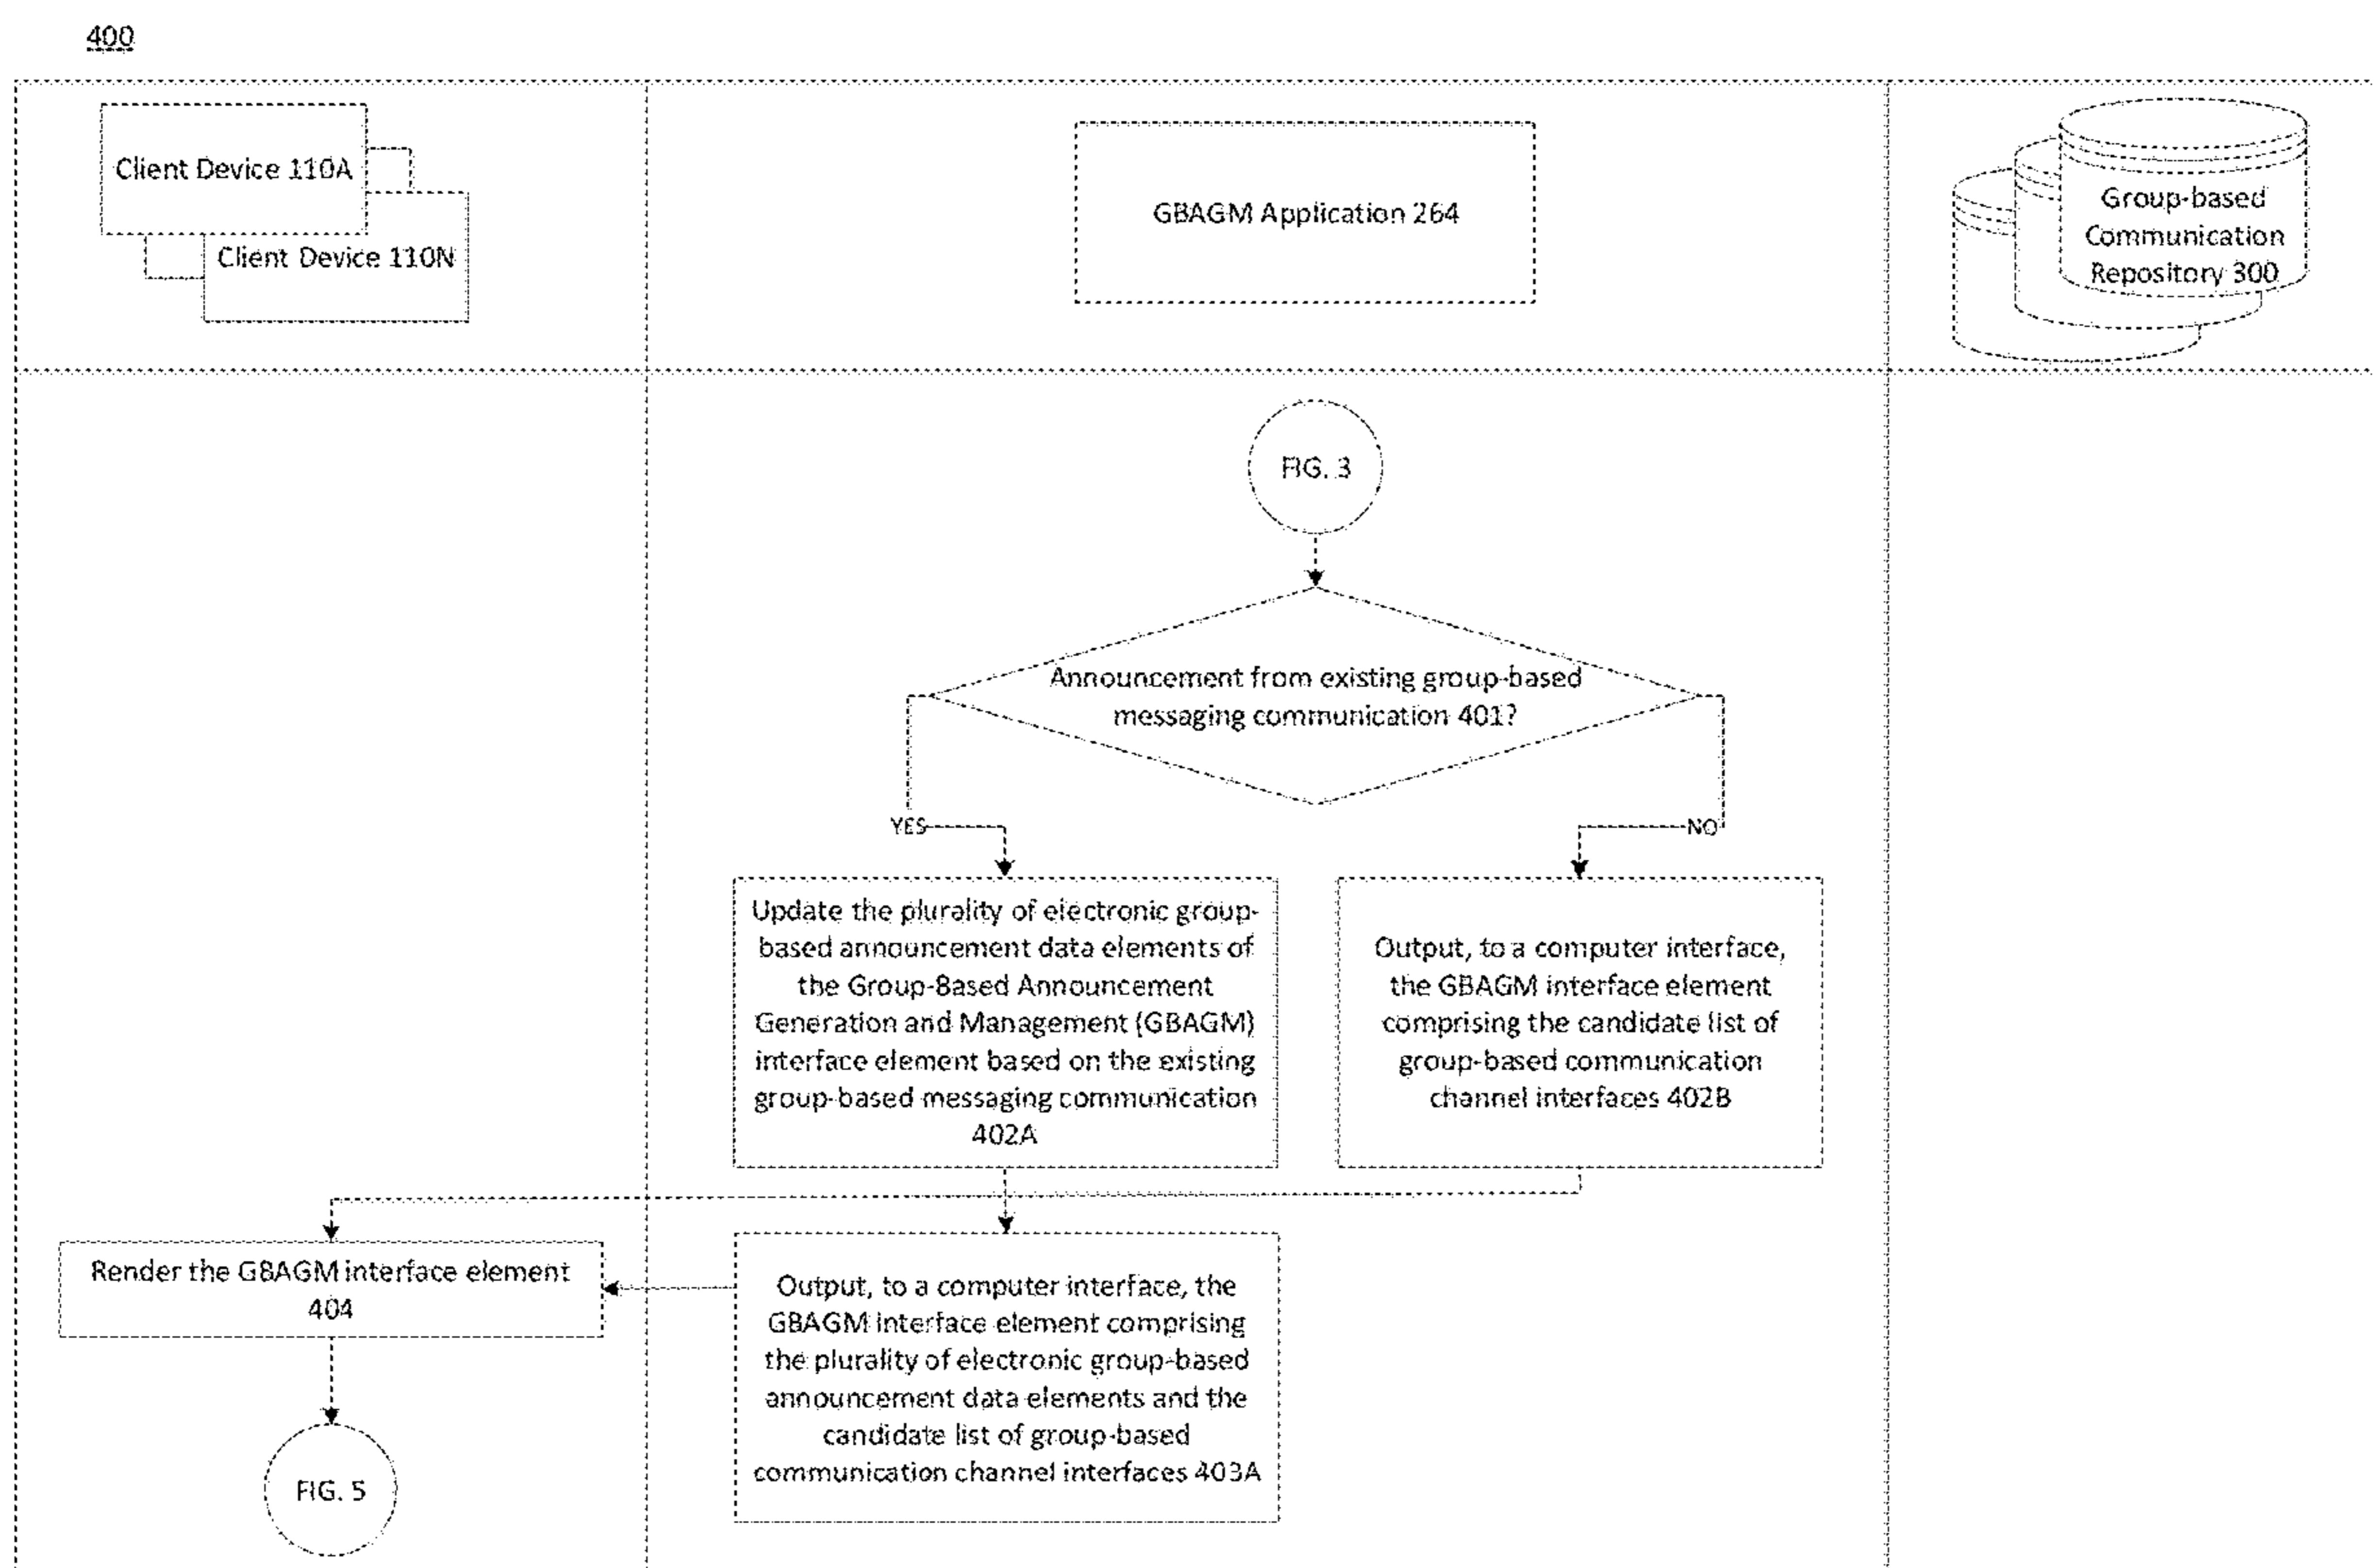 400
Client Device 110A
Client Device 110N
GBAGM Application 264
Group-based
Communication
Repository 300
FIG. 3
Announcement from existing group-based
messaging communication 401?
YES
NO
Update the plurality of electronic group-
based announcement data elements of
the Group-Based Announcement
Generation and Management (GBAGM)
interface element based on the existing
group-based messaging communication
402A
Output, to a computer interface,
the GBAGM interface element
comprising the candidate list of
group-based communication
channel interfaces 402B
Render the GBAGM interface element
404
Output, to a computer interface, the
GBAGM interface element comprising
the plurality of electronic group-based
announcement data elements and the
candidate list of group-based
communication channel interfaces 403A
FIG. 5